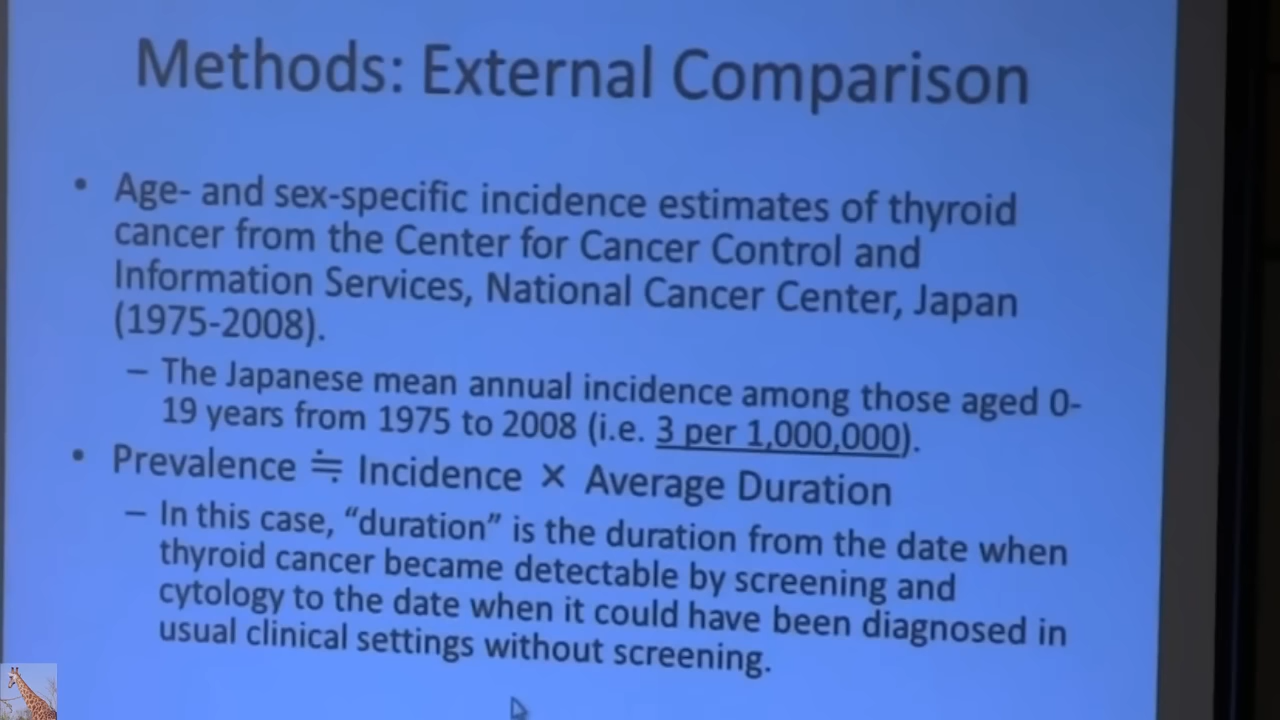 Methods: External Comparison
• Age- and sex-specific incidence estimates of thyroid
cancer from the Center for Cancer Control and
Information Services, National Cancer Center, Japan
(1975-2008).
– The Japanese mean annual incidence among those aged 0-
19 years from 1975 to 2008 (i.e. 3 per 1,000,000).
• Prevalence ≒ Incidence × Average Duration
– In this case, “duration” is the duration from the date when
thyroid cancer became detectable by screening and
cytology to the date when it could have been diagnosed in
usual clinical settings without screening.